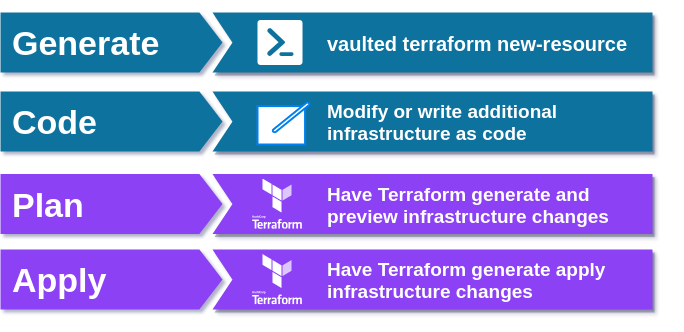 Generate
vaulted terraform new-resource
Code
Modify or write additional
infrastructure as code
Plan
Terraform
Have Terraform generate and
preview infrastructure changes
Apply
Terraform
Have Terraform generate apply
infrastructure changes